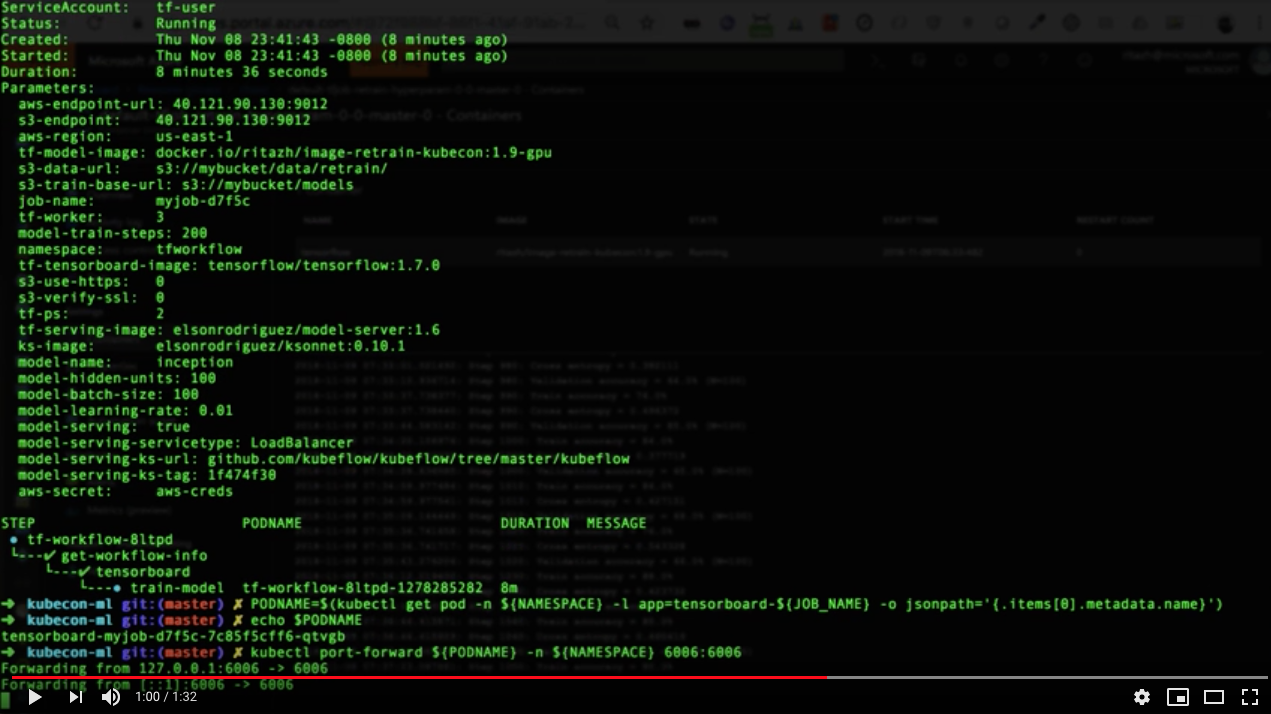 ServiceAccount: tf-user
Status: Running
Created: Thu Nov 08 23:41:43 -0800 (8 minutes ago)
Started: Thu Nov 08 23:41:43 -0800 (8 minutes ago)
Duration: 8 minutes 36 seconds
Parameters:
aws-endpoint-url: 40.121.90.130:9012
s3-endpoint: 40.121.90.130:9012
aws-region: us-east-1
tf-model-image: docker.io/ritazh/image-retrain-kubecon:1.9-gpu
s3-data-url: s3://mybucket/data/retrain/
s3-train-base-url: s3://mybucket/models
job-name: myjob-d7f5c
tf-worker: 3
model-train-steps: 200
namespace: tfworkflow
tf-tensorboard-image: tensorflow/tensorflow:1.7.0
s3-use-https: 0
s3-verify-ssl: 0
tf-ps: 2
tf-serving-image: elsonrodriguez/model-server:1.6
ks-image: elsonrodriguez/ksonnet:0.10.1
model-name: inception
model-hidden-units: 100
model-batch-size: 100
model-learning-rate: 0.01
model-serving: true
model-serving-servicetype: LoadBalancer
model-serving-ks-url: github.com/kubeflow/kubeflow/tree/master/kubeflow
model-serving-ks-tag: 1f474f30
aws-secret: aws-creds
STEP PODNAME DURATION MESSAGE
● tf-workflow-8ltpd
└---✔ get-workflow-info
└---✔ tensorboard
└---● train-model tf-workflow-8ltpd-1278285282 8m
➜ kubecon-ml git:(master) ✗ PODNAME=$(kubectl get pod -n ${NAMESPACE} -l app=tensorboard-${JOB_NAME} -o jsonpath='{.items[0].metadata.name}')
➜ kubecon-ml git:(master) ✗ echo $PODNAME
tensorboard-myjob-d7f5c-7c85f5cff6-qtvgb
➜ kubecon-ml git:(master) ✗ kubectl port-forward ${PODNAME} -n ${NAMESPACE} 6006:6006
Forwarding from 127.0.0.1:6006 -> 6006
Forwarding from [::1]:6006 -> 6006
1:00 / 1:32